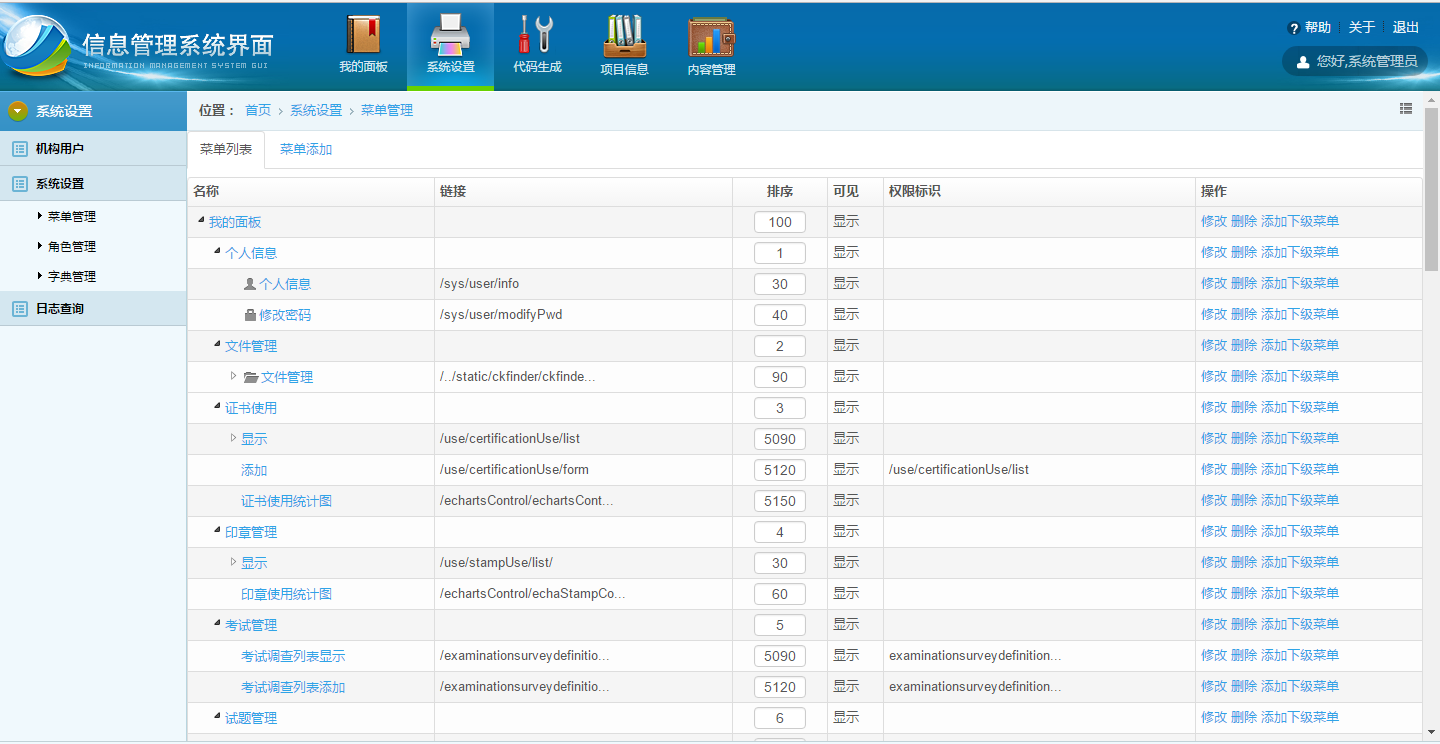 信息管理系统界面
INFORMATION MANAGEMENT SYSTEM GUI
我的面板 系统设置 代码生成 项目信息 内容管理
帮助 关于 退出
您好,系统管理员
系统设置
机构用户
系统设置
菜单管理
角色管理
字典管理
日志查询
位置： 首页 › 系统设置 › 菜单管理
菜单列表 菜单添加
名称 链接 排序 可见 权限标识 操作
我的面板 100 显示 修改 删除 添加下级菜单
个人信息 1 显示 修改 删除 添加下级菜单
个人信息 /sys/user/info 30 显示 修改 删除 添加下级菜单
修改密码 /sys/user/modifyPwd 40 显示 修改 删除 添加下级菜单
文件管理 2 显示 修改 删除 添加下级菜单
文件管理 /../static/ckfinder/ckfinde... 90 显示 修改 删除 添加下级菜单
证书使用 3 显示 修改 删除 添加下级菜单
显示 /use/certificationUse/list 5090 显示 修改 删除 添加下级菜单
添加 /use/certificationUse/form 5120 显示 /use/certificationUse/list 修改 删除 添加下级菜单
证书使用统计图 /echartsControl/echartsCont... 5150 显示 修改 删除 添加下级菜单
印章管理 4 显示 修改 删除 添加下级菜单
显示 /use/stampUse/list/ 30 显示 修改 删除 添加下级菜单
印章使用统计图 /echartsControl/echaStampCo... 60 显示 修改 删除 添加下级菜单
考试管理 5 显示 修改 删除 添加下级菜单
考试调查列表显示 /examinationsurveydefinitio... 5090 显示 examinationsurveydefinition... 修改 删除 添加下级菜单
考试调查列表添加 /examinationsurveydefinitio... 5120 显示 examinationsurveydefinition... 修改 删除 添加下级菜单
试题管理 6 显示 修改 删除 添加下级菜单